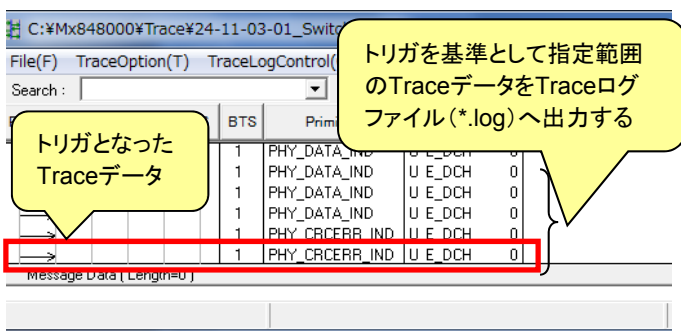 C:¥Mx848000¥Trace¥24-11-03-01_Switc
File(F) TraceOption(T) TraceLogControl(
Search :
トリガを基準として指定範囲
のTraceデータをTraceログ
ファイル(*.log)へ出力する
BTS Primi
トリガとなった
Traceデータ
1 PHY_DATA_IND U E_DCH 0
1 PHY_DATA_IND U E_DCH 0
1 PHY_DATA_IND U E_DCH 0
1 PHY_DATA_IND U E_DCH 0
1 PHY_CRCERR_IND U E_DCH 0
1 PHY_CRCERR_IND U E_DCH 0
Message Data ( Length=0 )